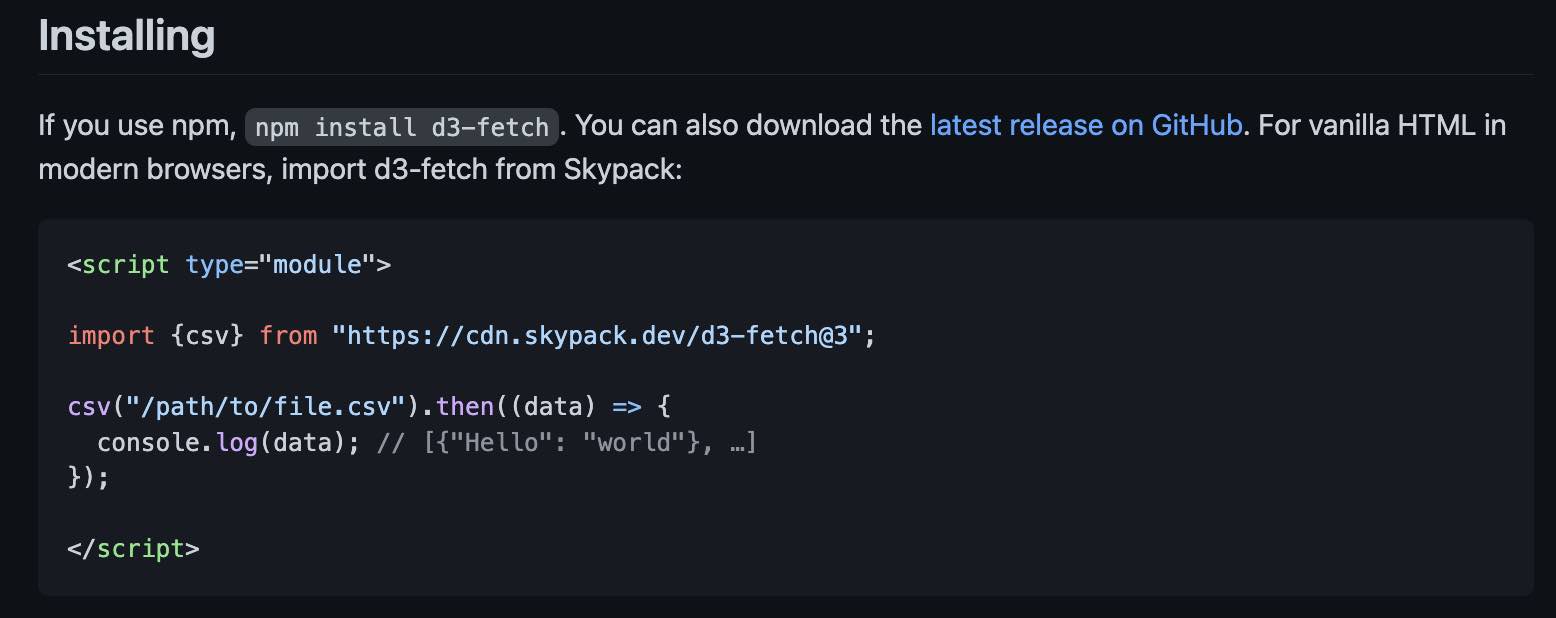 Installing
If you use npm, npm install d3-fetch. You can also download the latest release on GitHub. For vanilla HTML in
modern browsers, import d3-fetch from Skypack:
<script type="module">
import {csv} from "https://cdn.skypack.dev/d3-fetch@3";
csv("/path/to/file.csv").then((data) => {
  console.log(data); // [{"Hello": "world"}, …]
});
</script>